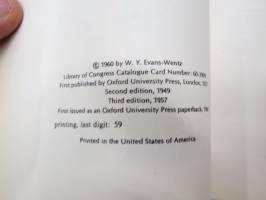 © 1960 by W. Y. Evans-Wentz
Library of Congress Catalogue Card Number: 60
First published by Oxford University Press, London,
Second edition, 1949
Third edition, 1957
First issued as an Oxford University Press paperback,
printing, last digit: 59
Printed in the United States of America